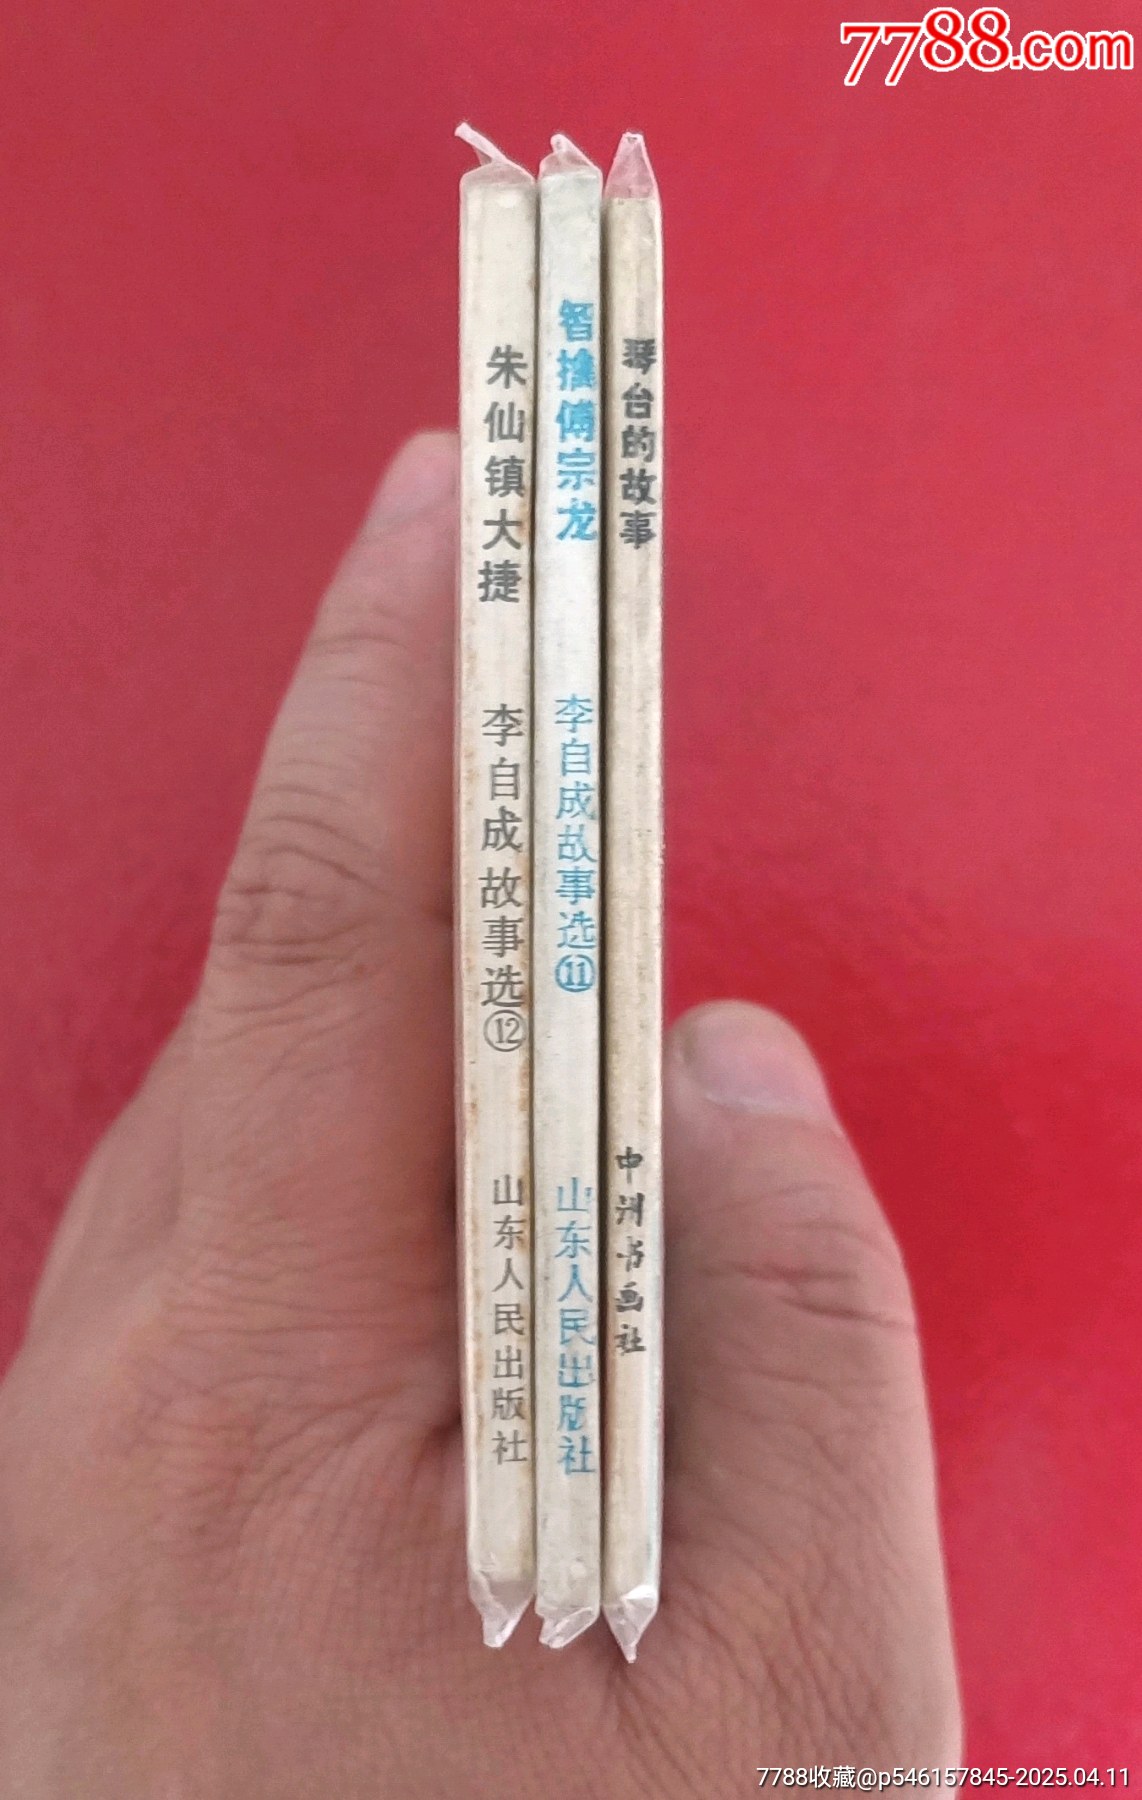 7788.com
朱仙镇大捷
李自成故事选⑫
山东人民出版社
智擒傅宗龙
李自成故事选⑪
山东人民出版社
琴台的故事
中州书画社
7788收藏@p546157845-2025.04.11